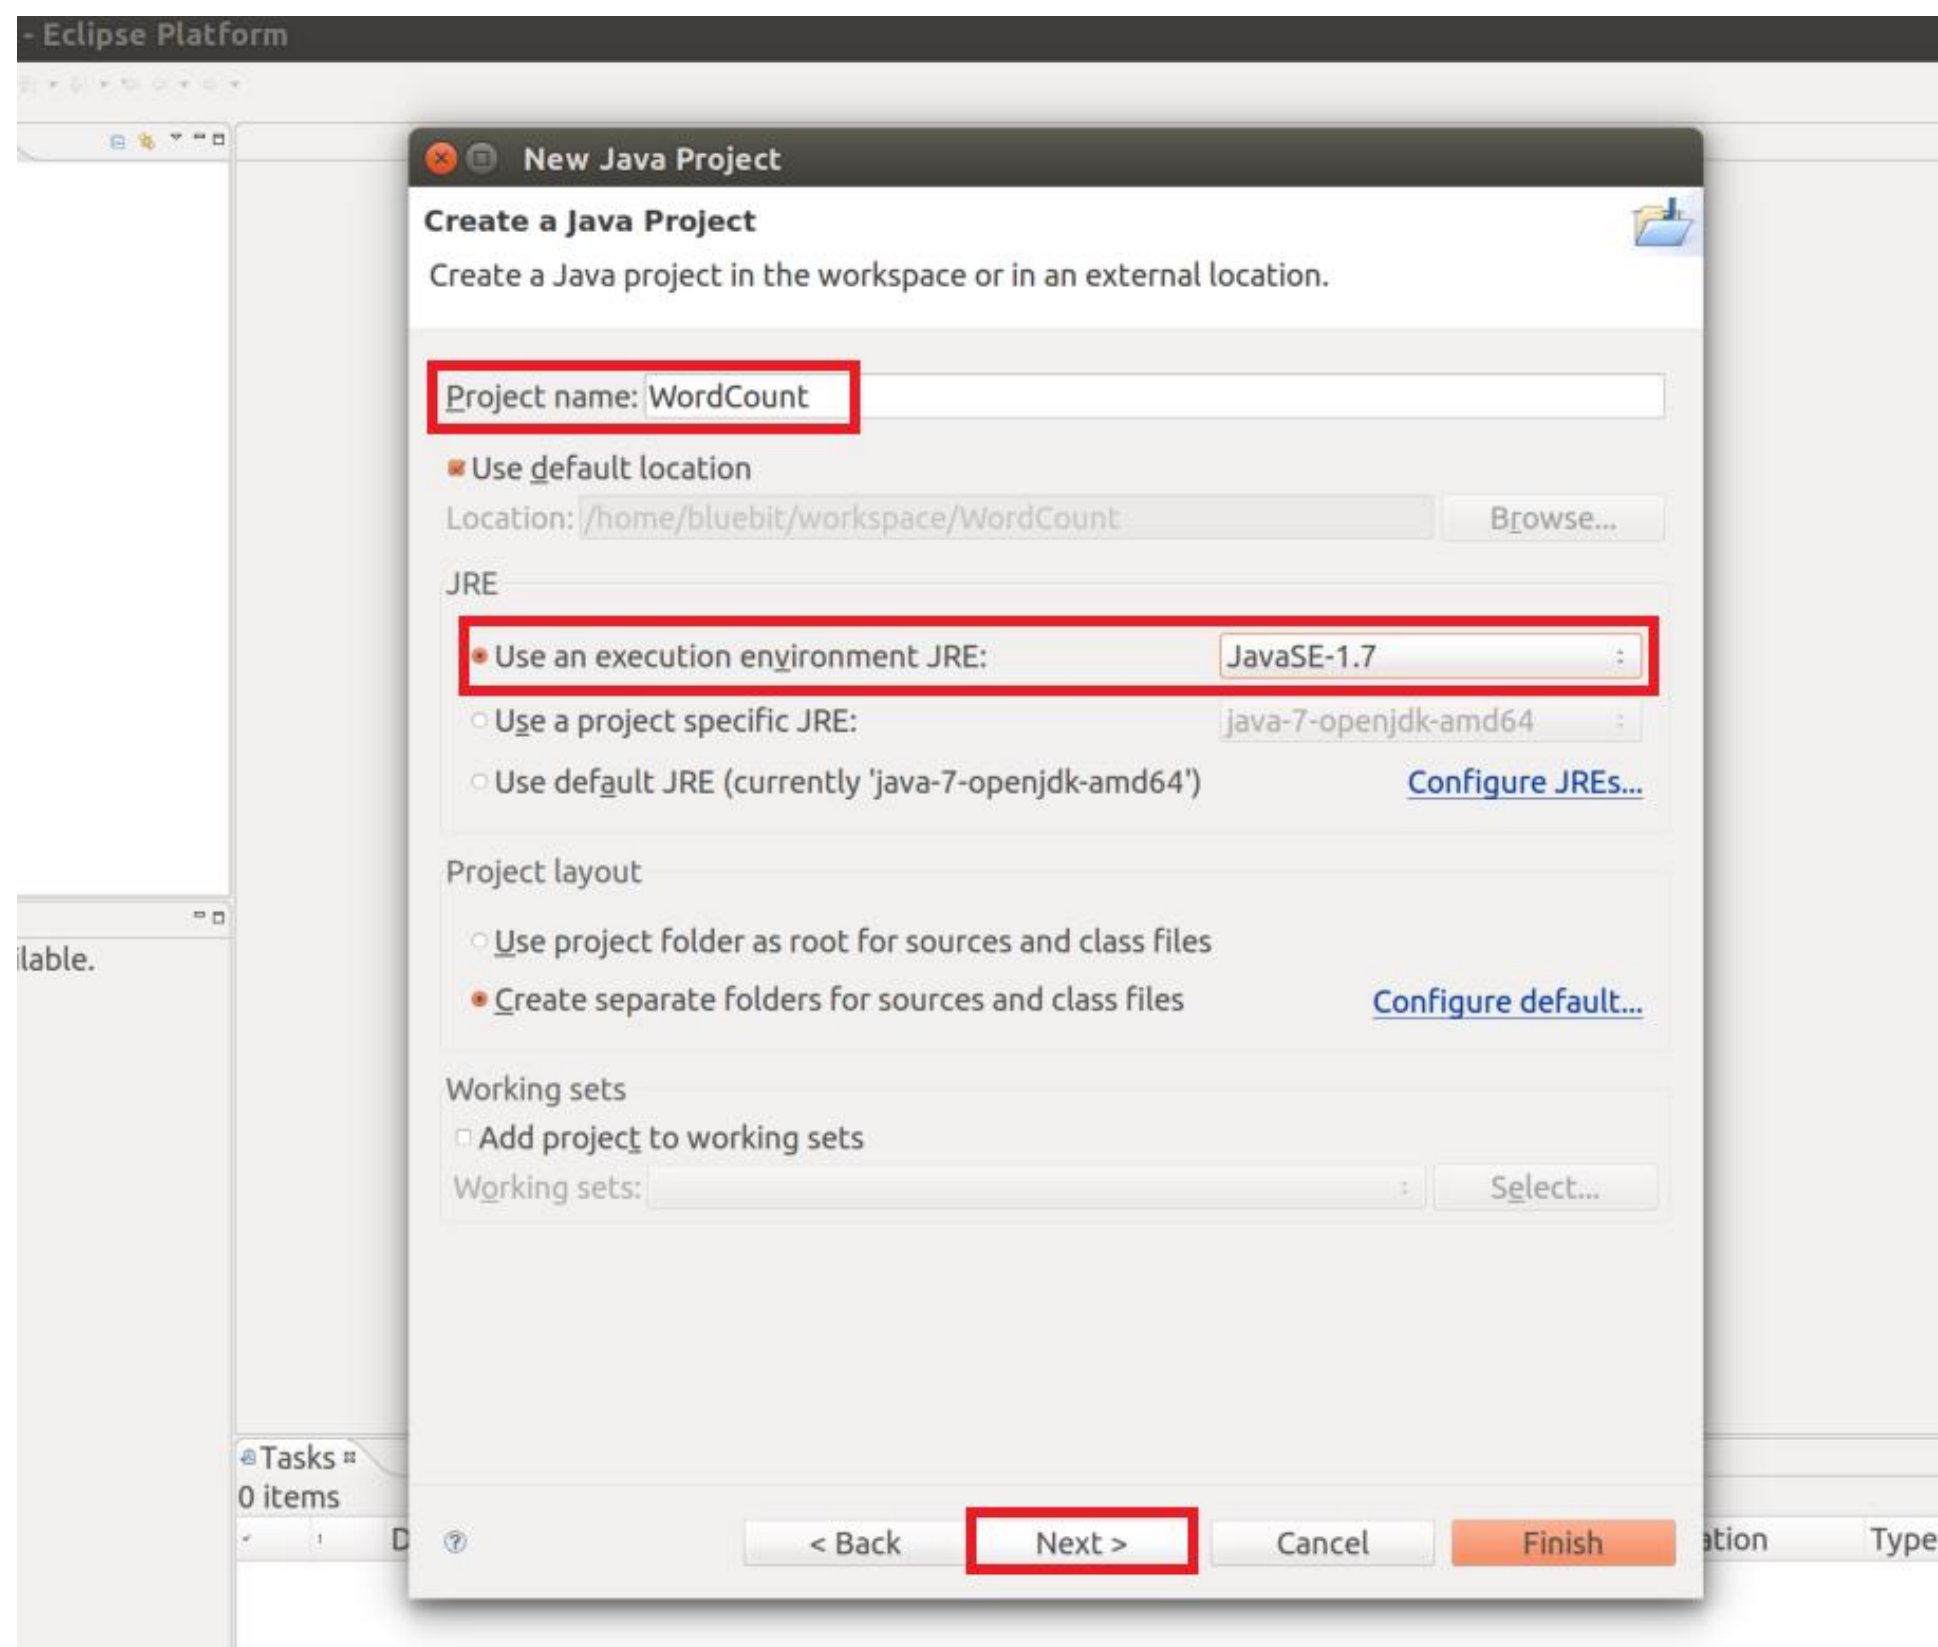 - Eclipse Platform
New Java Project
Create a Java Project
Create a Java project in the workspace or in an external location.
Project name: WordCount
Use default location
Location: /home/bluebit/workspace/WordCount Browse...
JRE
Use an execution environment JRE: JavaSE-1.7
Use a project specific JRE: java-7-openjdk-amd64
Use default JRE (currently 'java-7-openjdk-amd64') Configure JREs...
Project layout
ilable.
Use project folder as root for sources and class files
Create separate folders for sources and class files Configure default...
Working sets
Add project to working sets
Working sets: Select...
Tasks
0 items
! D ? < Back Next > Cancel Finish ation Type